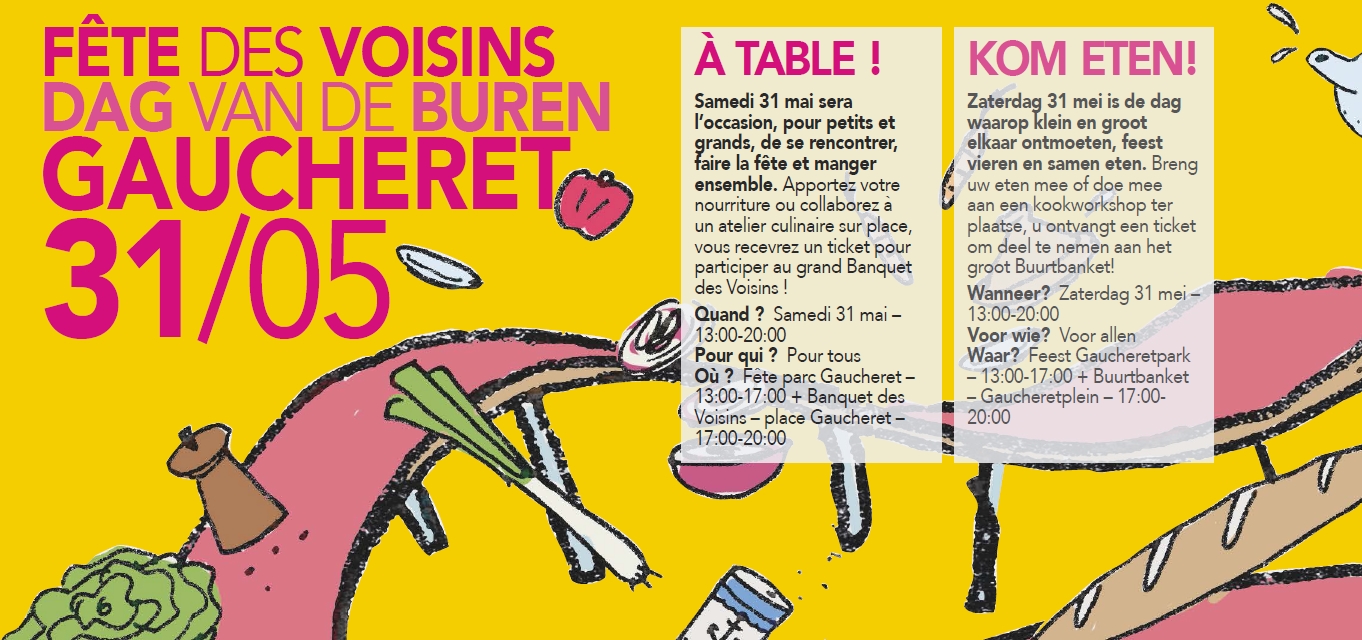 FÊTE DES VOISINS
DAG VAN DE BUREN
GAUCHERET
31/05
À TABLE !
Samedi 31 mai sera
l'occasion, pour petits et
grands, de se rencontrer,
faire la fête et manger
ensemble. Apportez votre
nourriture ou collaborez à
un atelier culinaire sur place,
vous recevrez un ticket pour
participer au grand Banquet
des Voisins !
Quand ? Samedi 31 mai –
13:00-20:00
Pour qui ? Pour tous
Où ? Fête parc Gaucheret –
13:00-17:00 + Banquet des
Voisins – place Gaucheret –
17:00-20:00
KOM ETEN!
Zaterdag 31 mei is de dag
waarop klein en groot
elkaar ontmoeten, feest
vieren en samen eten. Breng
uw eten mee of doe mee
aan een kookworkshop ter
plaatse, u ontvangt een ticket
om deel te nemen aan het
groot Buurtbanket!
Wanneer? Zaterdag 31 mei –
13:00-20:00
Voor wie? Voor allen
Waar? Feest Gaucheretpark
– 13:00-17:00 + Buurtbanket
– Gaucheretplein – 17:00-
20:00